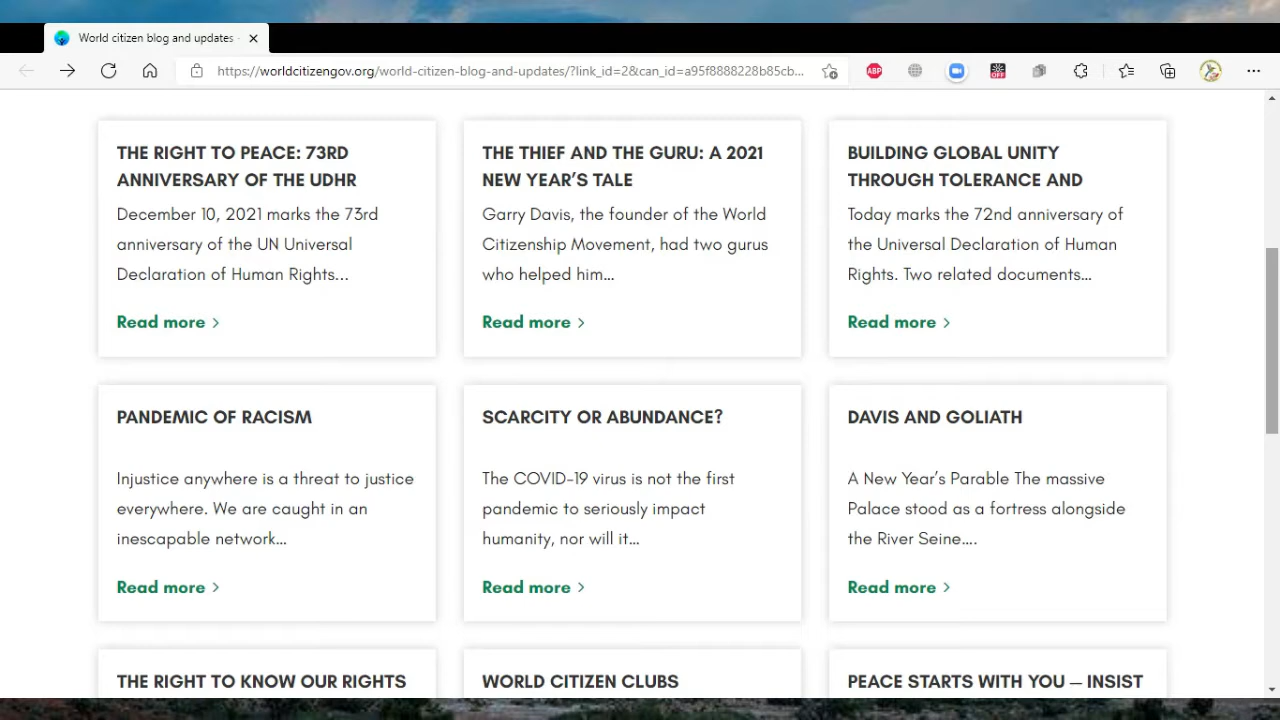 World citizen blog and updates -
https://worldcitizengov.org/world-citizen-blog-and-updates/?link_id=2&can_id=a95f8888228b85cb...
ABP
OFF
THE RIGHT TO PEACE: 73RD
ANNIVERSARY OF THE UDHR
December 10, 2021 marks the 73rd
anniversary of the UN Universal
Declaration of Human Rights...
Read more
THE THIEF AND THE GURU: A 2021
NEW YEAR’S TALE
Garry Davis, the founder of the World
Citizenship Movement, had two gurus
who helped him…
Read more
BUILDING GLOBAL UNITY
THROUGH TOLERANCE AND
Today marks the 72nd anniversary of
the Universal Declaration of Human
Rights. Two related documents…
Read more
PANDEMIC OF RACISM
Injustice anywhere is a threat to justice
everywhere. We are caught in an
inescapable network…
Read more
SCARCITY OR ABUNDANCE?
The COVID-19 virus is not the first
pandemic to seriously impact
humanity, nor will it…
Read more
DAVIS AND GOLIATH
A New Year’s Parable The massive
Palace stood as a fortress alongside
the River Seine….
Read more
THE RIGHT TO KNOW OUR RIGHTS
WORLD CITIZEN CLUBS
PEACE STARTS WITH YOU — INSIST